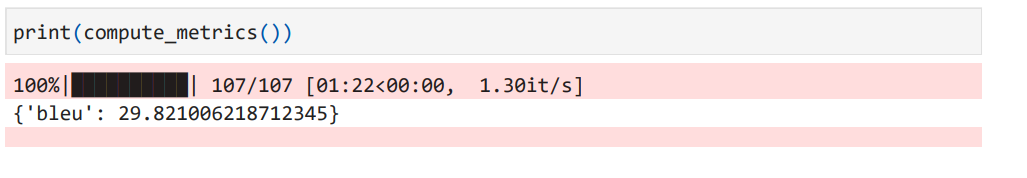 print(compute_metrics())
100%|██████████| 107/107 [01:22<00:00,  1.30it/s]
{'bleu': 29.821006218712345}